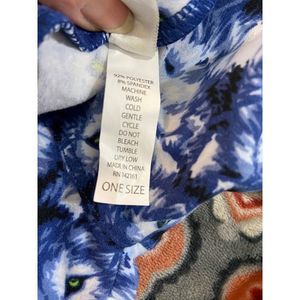 92% POLYESTER
8% SPANDEX
MACHINE
WASH
COLD
GENTLE
CYCLE
DO NOT
BLEACH
TUMBLE
DRY LOW
MADE IN CHINA
RN 142161
ONE SIZE